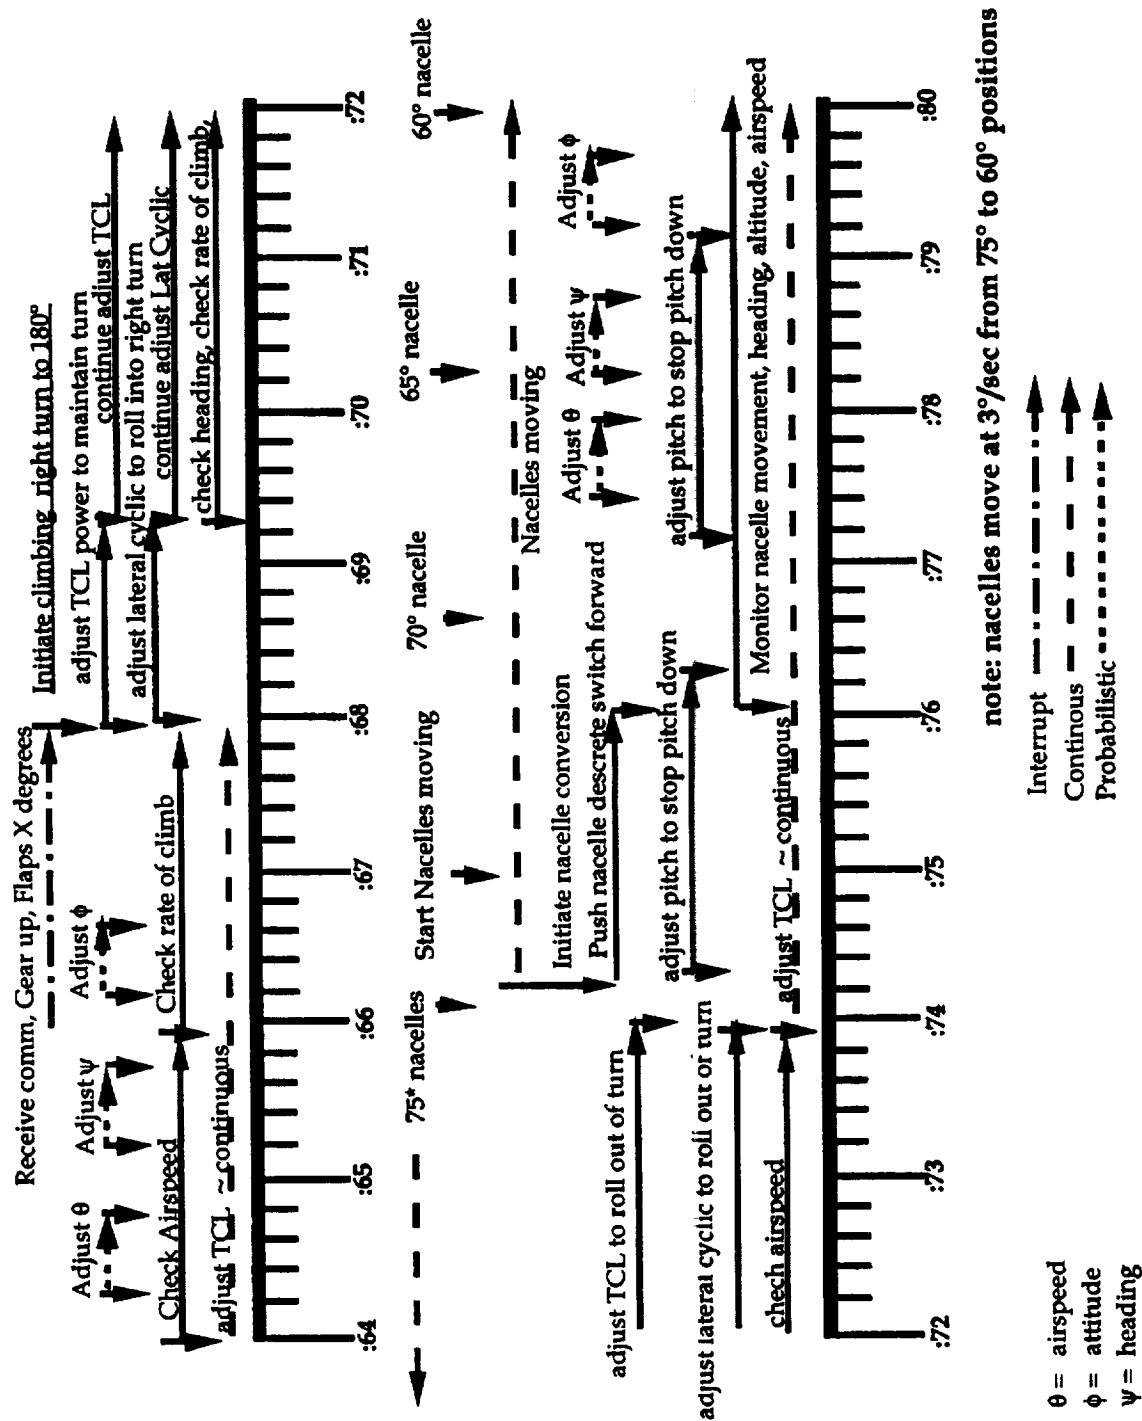 Receive comm, Gear up, Flaps X degrees
Initiate climbing right turn to 180°
Adjust θ
Adjust ψ
Adjust ϕ
adjust TCL power to maintain turn
continue adjust TCL
adjust lateral cyclic to roll into right turn
continue adjust Lat Cyclic
Check Airspeed
Check rate of climb
check heading, check rate of climb,
adjust TCL ~ continuous
:64
:65
:66
:67
:68
:69
:70
:71
:72
75* nacelles
Start Nacelles moving
70° nacelle
65° nacelle
60° nacelle
Nacelles moving
Initiate nacelle conversion
Push nacelle descrete switch forward
Adjust θ
Adjust ψ
Adjust ϕ
adjust TCL to roll out of turn
adjust pitch to stop pitch down
adjust pitch to stop pitch down
adjust lateral cyclic to roll out of turn
Monitor nacelle movement, heading, altitude, airspeed
chech airspeed
adjust TCL ~ continuous
:72
:73
:74
:75
:76
:77
:78
:79
:80
note: nacelles move at 3°/sec from 75° to 60° positions
Interrupt
Continous
Probabilistic
θ = airspeed
ϕ = attitude
ψ = heading